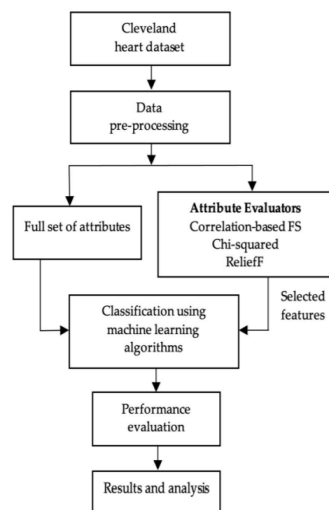 Cleveland
heart dataset
Data
pre-processing
Full set of attributes
Attribute Evaluators
Correlation-based FS
Chi-squared
ReliefF
Selected
features
Classification using
machine learning
algorithms
Performance
evaluation
Results and analysis